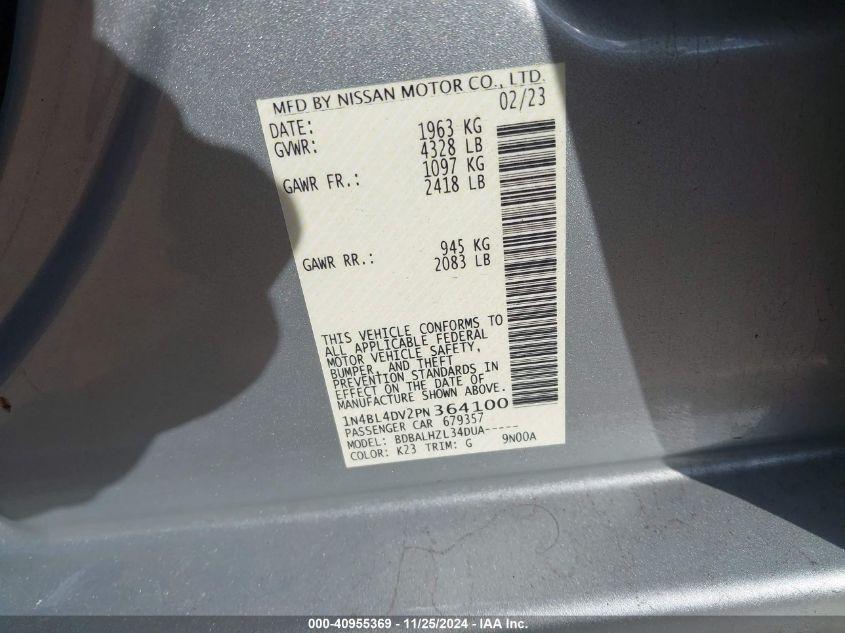 MFD BY NISSAN MOTOR CO., LTD.
DATE: 02/23
GVWR: 1963 KG
4328 LB
GAWR FR.: 1097 KG
2418 LB
GAWR RR.: 945 KG
2083 LB
THIS VEHICLE CONFORMS TO
ALL APPLICABLE FEDERAL
MOTOR VEHICLE SAFETY,
BUMPER, AND THEFT
PREVENTION STANDARDS IN
EFFECT ON THE DATE OF
MANUFACTURE SHOWN ABOVE.
1N4BL4DV2PN364100
PASSENGER CAR 679357
MODEL: BDBALHZL34DUA-----
COLOR: K23 TRIM: G 9N00A
000-40955369 - 11/25/2024 - IAA Inc.